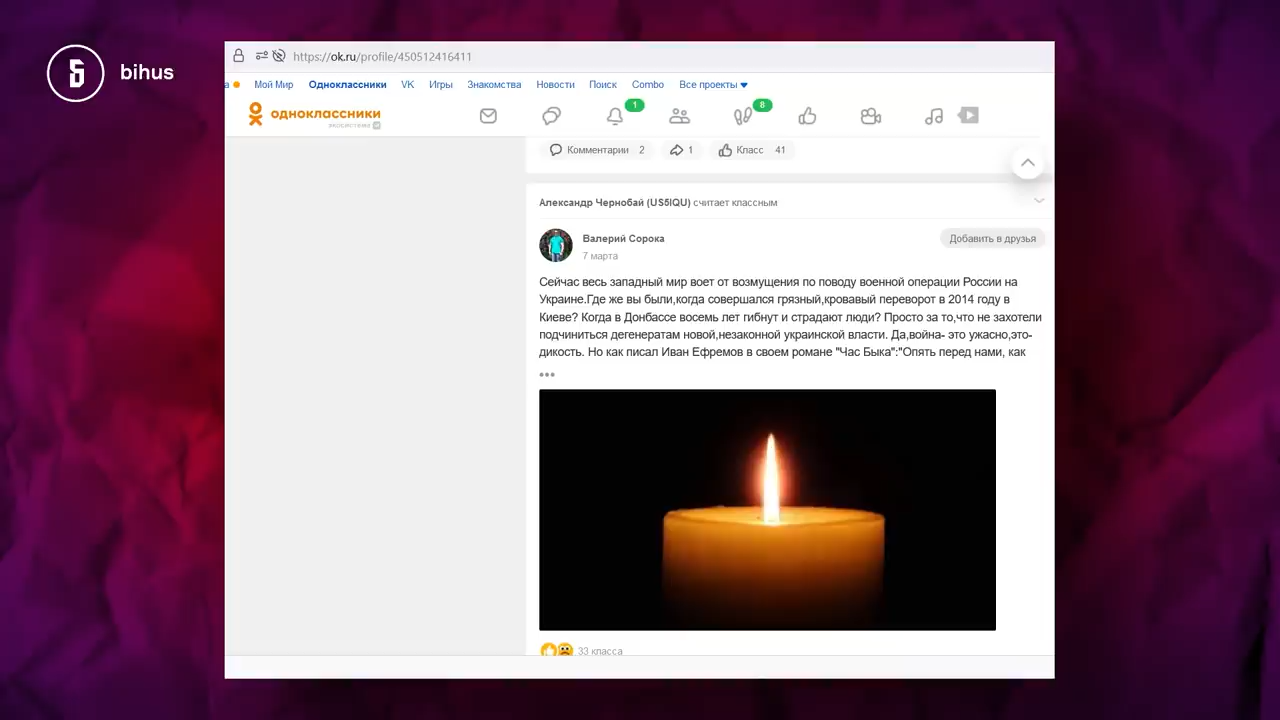 bihus
https://ok.ru/profile/450512416411
а Мой Мир Одноклассники VK Игры Знакомства Новости Поиск Combo Все проекты
одноклассники
экосистема
1
8
Комментарии 2 1 Класс 41
Александр Чернобай (US5IQU) считает классным
Валерий Сорока
Добавить в друзья
7 марта
Сейчас весь западный мир воет от возмущения по поводу военной операции России на
Украине.Где же вы были,когда совершался грязный,кровавый переворот в 2014 году в
Киеве? Когда в Донбассе восемь лет гибнут и страдают люди? Просто за то,что не захотели
подчиниться дегенератам новой,незаконной украинской власти. Да,война- это ужасно,это-
дикость. Но как писал Иван Ефремов в своем романе "Час Быка":"Опять перед нами, как
•••
33 класса